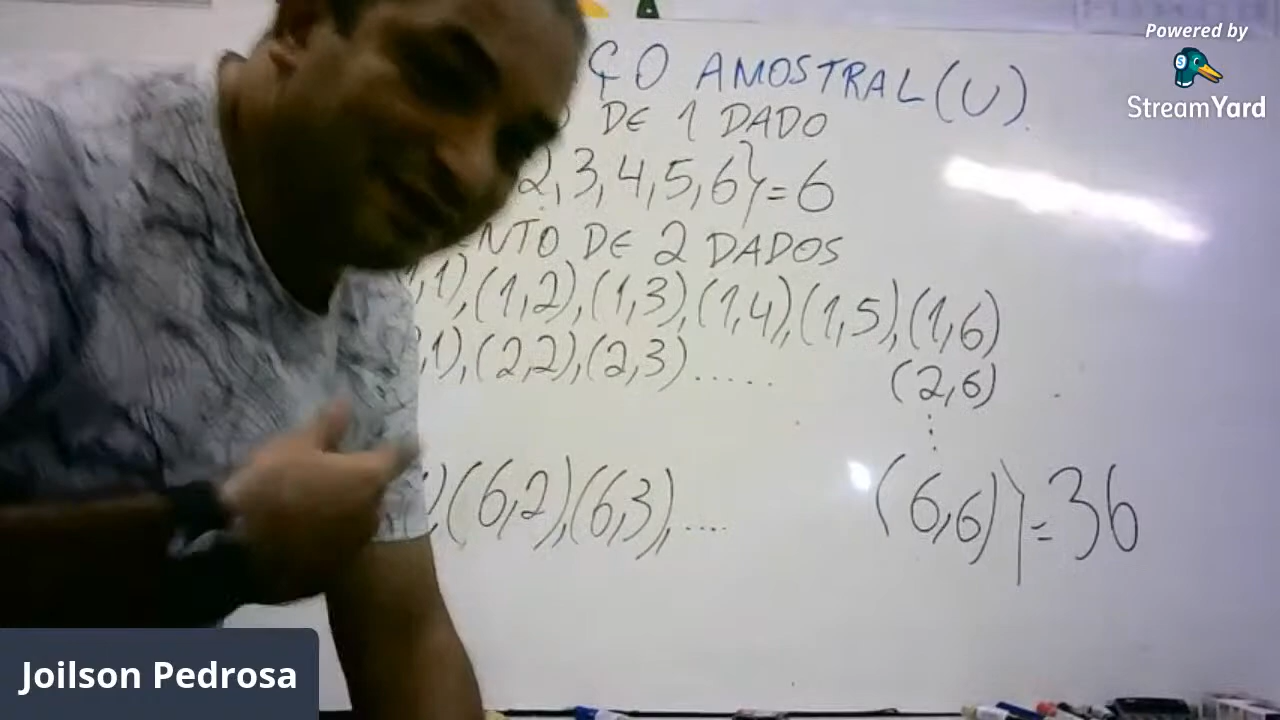 Powered by
StreamYard
ÇO AMOSTRAL (U)
DE 1 DADO
2,3,4,5,6}=6
NTO DE 2 DADOS
,1),(1,2),(1,3),(1,4),(1,5),(1,6)
,1),(2,2),(2,3).....
(2,6)
(6,2)(6,3),....
(6,6)}=36
Joilson Pedrosa